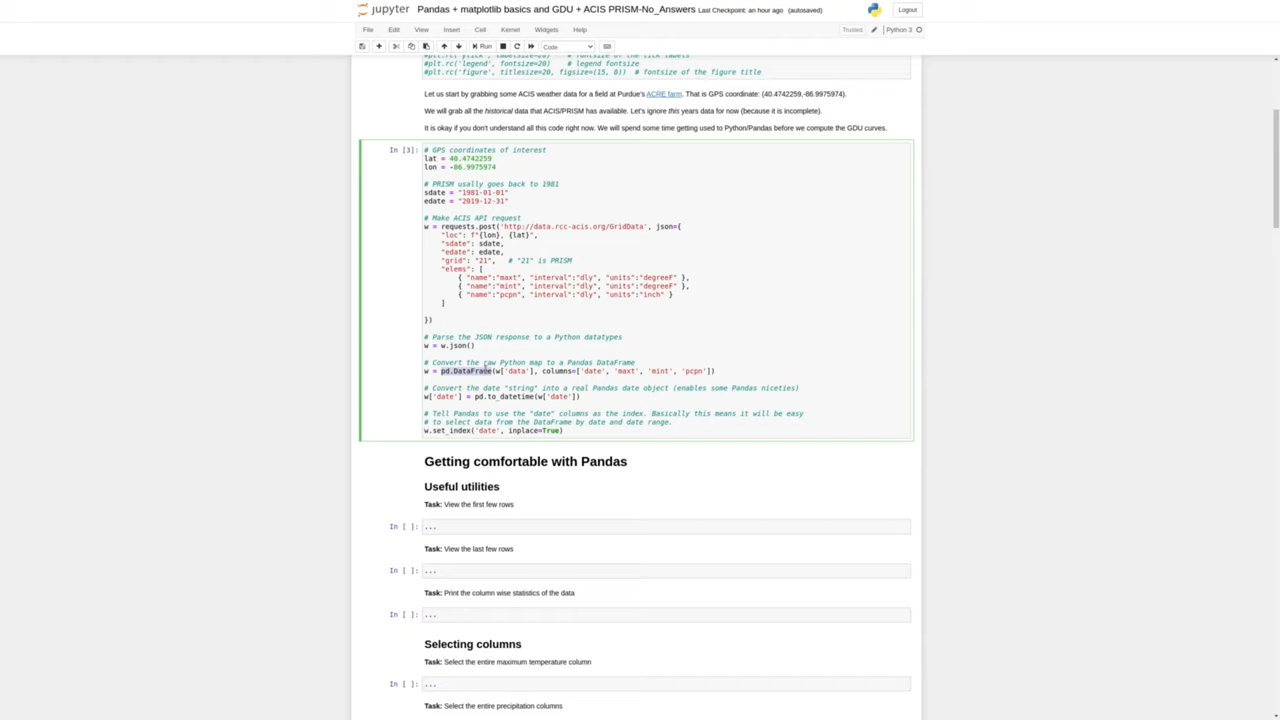 jupyter Pandas + matplotlib basics and GDU + ACIS PRISM-No_Answers Last Checkpoint: an hour ago (autosaved)
Logout
File Edit View Insert Cell Kernel Widgets Help
Trusted Python 3
Run Code
#plt.rc('legend', fontsize=20) # legend fontsize
#plt.rc('figure', titlesize=20, figsize=(15, 8)) # fontsize of the figure title
Let us start by grabbing some ACIS weather data for a field at Purdue's ACRE farm. That is GPS coordinate: (40.4742259,-86.9975974).
We will grab all the historical data that ACIS/PRISM has available. Let's ignore this years data for now (because it is incomplete).
It is okay if you don't understand all this code right now. We will spend some time getting used to Python/Pandas before we compute the GDU curves.
In [3]:
# GPS coordinates of interest
lat = 40.4742259
lon = -86.9975974
# PRISM usally goes back to 1981
sdate = "1981-01-01"
edate = "2019-12-31"
# Make ACIS API request
w = requests.post('http://data.rcc-acis.org/GridData', json={
"loc": f"{lon}, {lat}",
"sdate": sdate,
"edate": edate,
"grid": "21", # "21" is PRISM
"elems": [
{ "name":"maxt", "interval":"dly", "units":"degreeF" },
{ "name":"mint", "interval":"dly", "units":"degreeF" },
{ "name":"pcpn", "interval":"dly", "units":"inch" }
]
})
# Parse the JSON response to a Python datatypes
w = w.json()
# Convert the raw Python map to a Pandas DataFrame
w = pd.DataFrame(w['data'], columns=['date', 'maxt', 'mint', 'pcpn'])
# Convert the date "string" into a real Pandas date object (enables some Pandas niceties)
w['date'] = pd.to_datetime(w['date'])
# Tell Pandas to use the "date" columns as the index. Basically this means it will be easy
# to select data from the DataFrame by date and date range.
w.set_index('date', inplace=True)
Getting comfortable with Pandas
Useful utilities
Task: View the first few rows
In [ ]: ...
Task: View the last few rows
In [ ]: ...
Task: Print the column wise statistics of the data
In [ ]: ...
Selecting columns
Task: Select the entire maximum temperature column
In [ ]: ...
Task: Select the entire precipitation columns